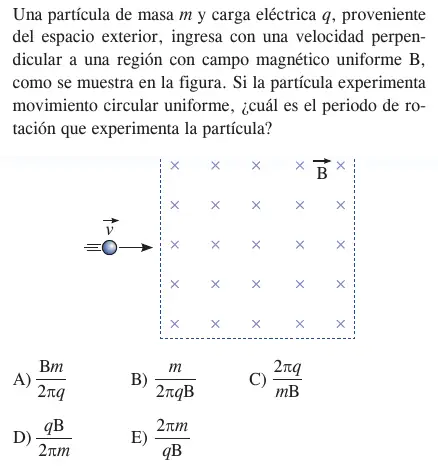 Una partícula de masa m y carga eléctrica q, proveniente
del espacio exterior, ingresa con una velocidad perpen-
dicular a una región con campo magnético uniforme B,
como se muestra en la figura. Si la partícula experimenta
movimiento circular uniforme, ¿cuál es el periodo de ro-
tación que experimenta la partícula?
B
v
A) Bm/2πq B) m/2πqB C) 2πq/mB
D) qB/2πm E) 2πm/qB